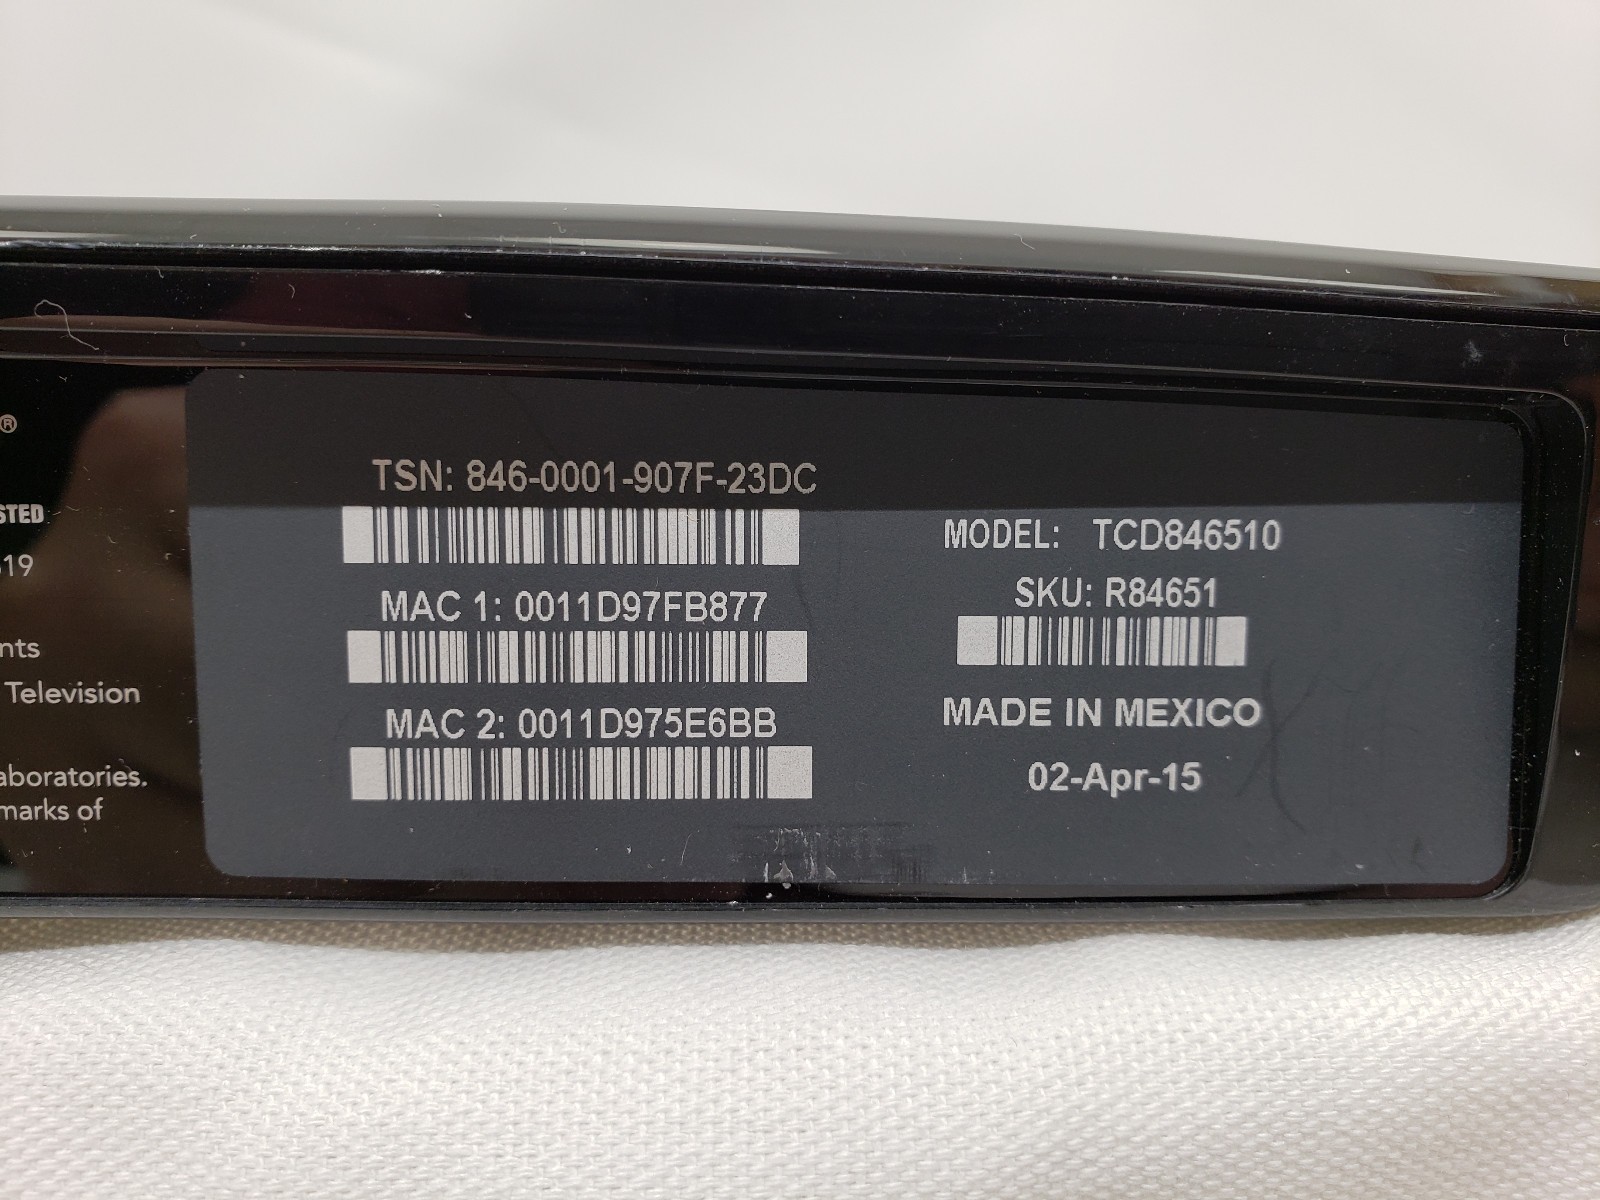 ®
STED
19
nts
Television
aboratories.
marks of
TSN: 846-0001-907F-23DC
MAC 1: 0011D97FB877
MAC 2: 0011D975E6BB
MODEL: TCD846510
SKU: R84651
MADE IN MEXICO
02-Apr-15